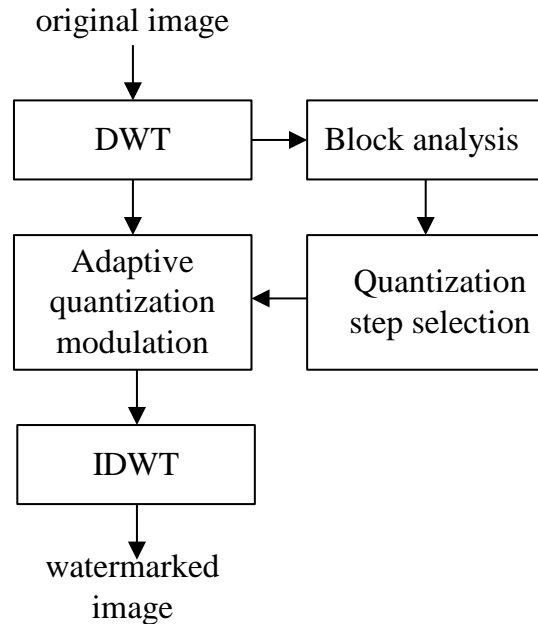 original image
DWT
Block analysis
Adaptive
quantization
modulation
Quantization
step selection
IDWT
watermarked
image